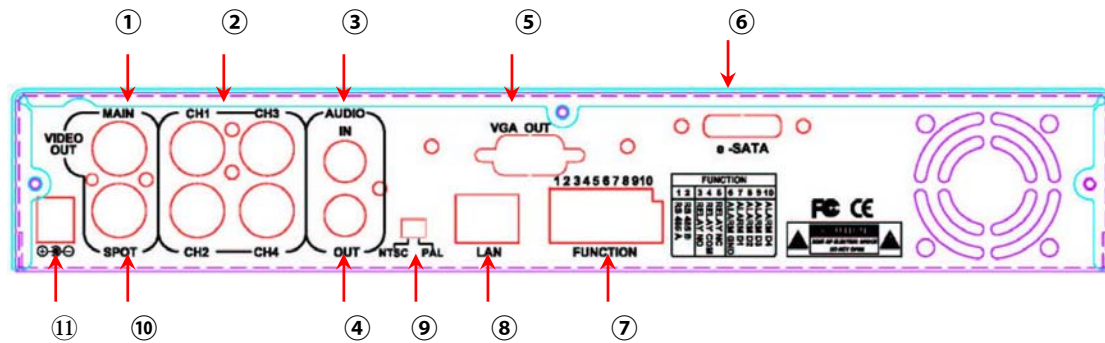 ① ② ③ ⑤ ⑥
MAIN CH1 CH3 AUDIO
IN
VIDEO
OUT
VGA OUT
e-SATA
1 2 3 4 5 6 7 8 9 10
FUNCTION
1 2 3 4 5 6 7 8 9 10
RS 485 A
RS 485 B
RELAY NO
RELAY COM
RELAY NC
ALARM GND
ALARM D1
ALARM D2
ALARM D3
ALARM D4
FC CE
SPOT CH2 CH4 OUT
NTSC PAL
LAN
FUNCTION
⑪ ⑩ ④ ⑨ ⑧ ⑦